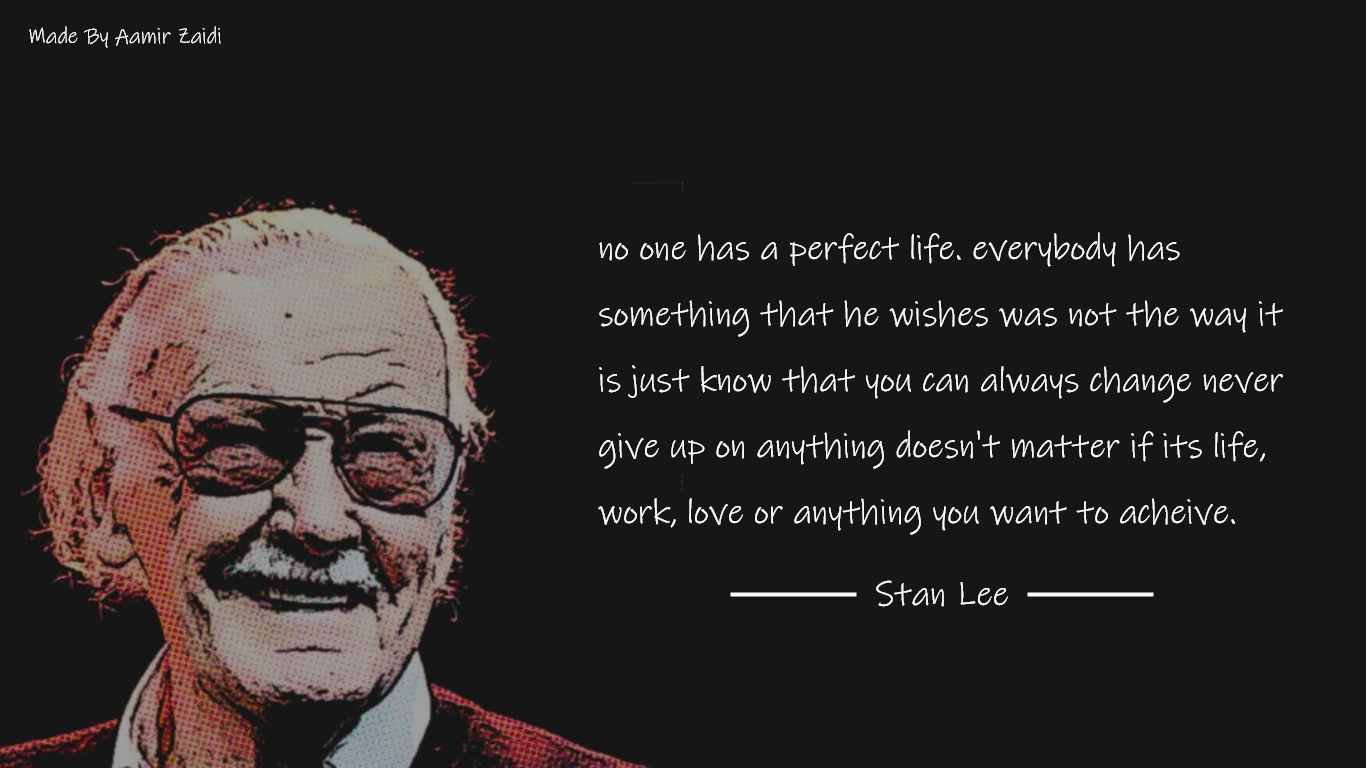 Made By Aamir Zaidi
no one has a perfect life. everybody has
something that he wishes was not the way it
is just know that you can always change never
give up on anything doesn't matter if its life,
work, love or anything you want to acheive.
Stan Lee